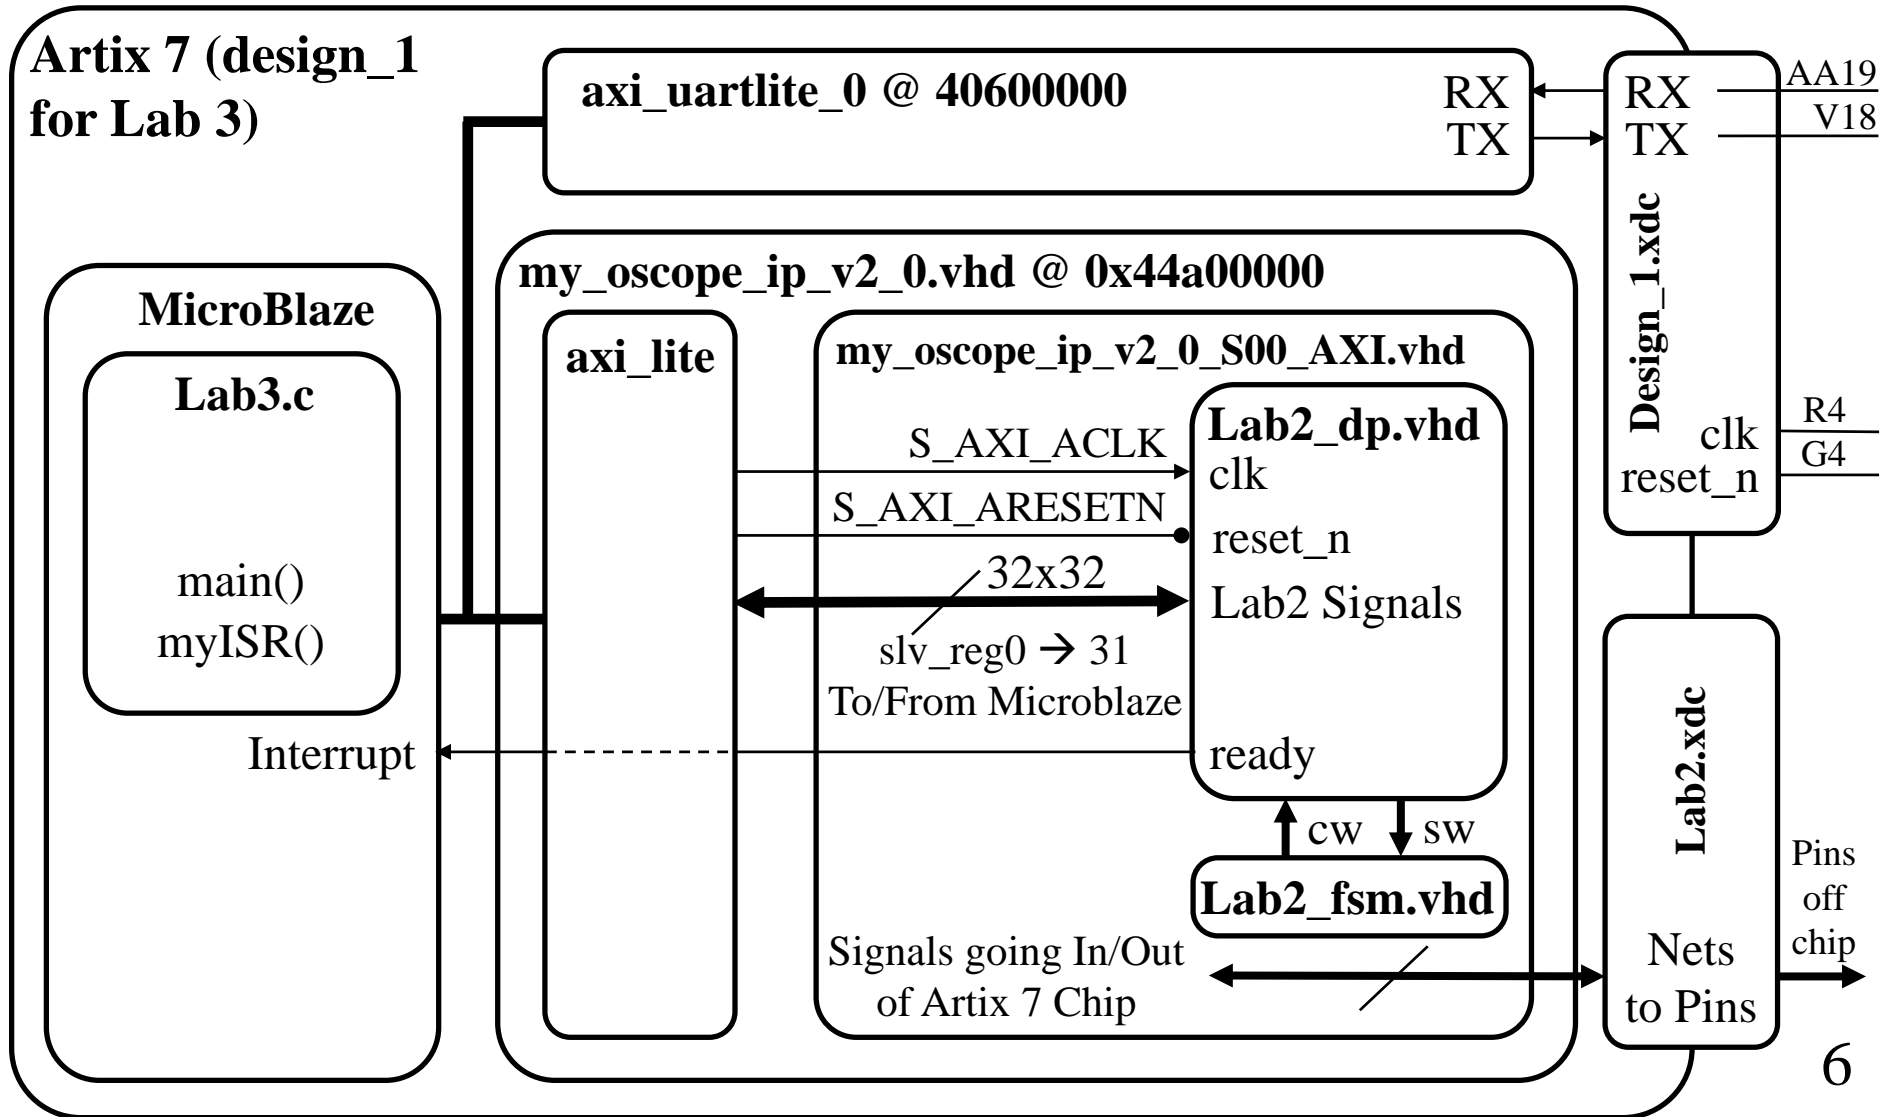 Artix 7 (design_1
for Lab 3)
axi_uartlite_0 @ 40600000
RX
TX
RX
TX
AA19
V18
Design_1.xdc
clk
reset_n
R4
G4
MicroBlaze
Lab3.c
main()
myISR()
Interrupt
my_oscope_ip_v2_0.vhd @ 0x44a00000
axi_lite
my_oscope_ip_v2_0_S00_AXI.vhd
S_AXI_ACLK
S_AXI_ARESETN
32x32
slv_reg0 → 31
To/From Microblaze
Lab2_dp.vhd
clk
reset_n
Lab2 Signals
ready
cw
sw
Lab2_fsm.vhd
Signals going In/Out
of Artix 7 Chip
Lab2.xdc
Nets
to Pins
Pins
off
chip
6